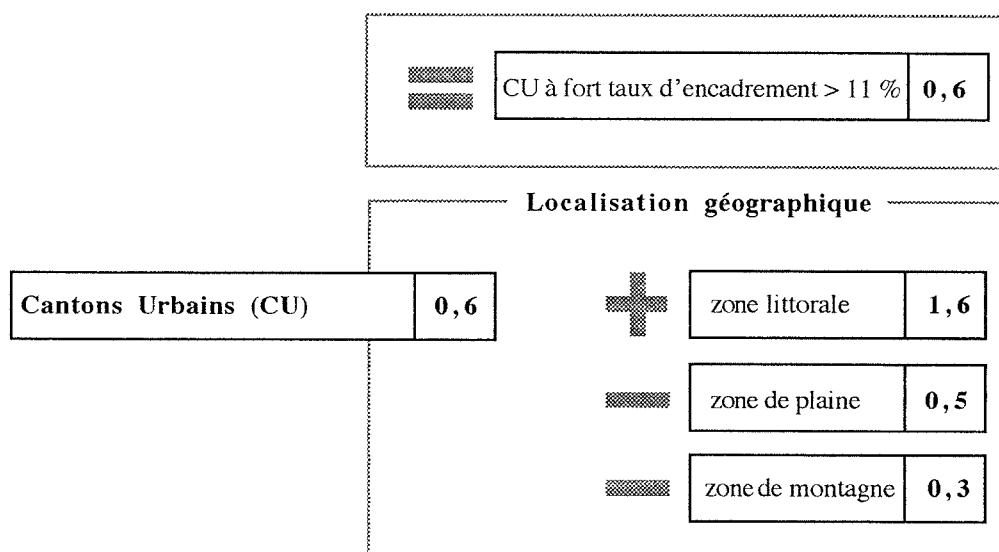 CU à fort taux d'encadrement > 11 % 0,6
Localisation géographique
Cantons Urbains (CU) 0,6
zone littorale 1,6
zone de plaine 0,5
zone de montagne 0,3